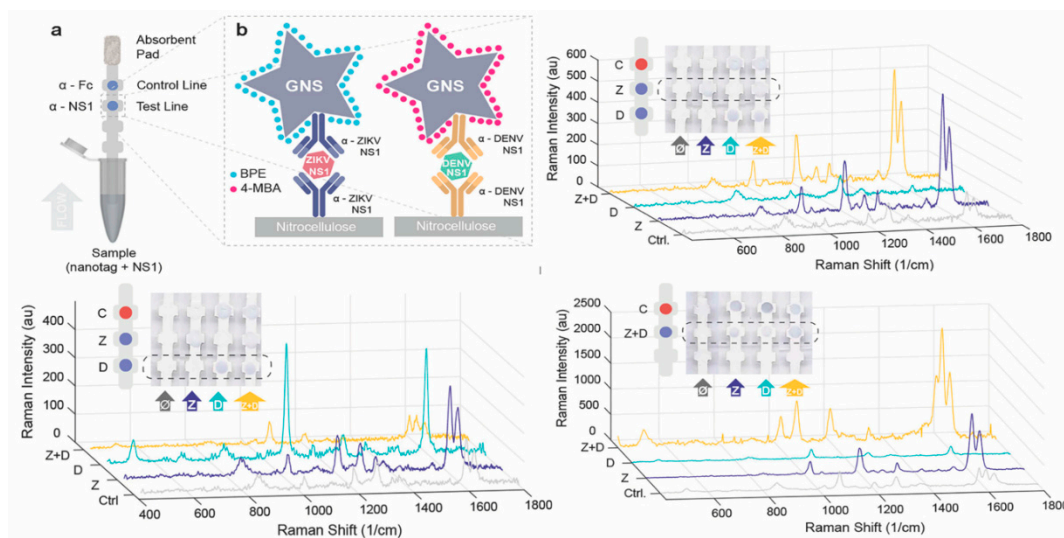 a
Absorbent
Pad
α - Fc
Control Line
α - NS1
Test Line
FLOW
Sample
(nanotag + NS1)
b
GNS
GNS
α - ZIKV
NS1
α - DENV
NS1
ZIKV
NS1
DENV
NS1
BPE
4-MBA
α - ZIKV
NS1
α - DENV
NS1
Nitrocellulose
Nitrocellulose
600
500
400
300
200
100
0
Raman Intensity (au)
C
Z
D
Ø
Z
D
Z+D
Z+D
D
Z
Ctrl.
600
800
1000
1200
1400
1600
1800
Raman Shift (1/cm)
400
300
200
100
0
Raman Intensity (au)
C
Z
D
Ø
Z
D
Z+D
Z+D
D
Z
Ctrl.
400
600
800
1000
1200
1400
1600
1800
Raman Shift (1/cm)
2500
2000
1500
1000
500
0
Raman Intensity (au)
C
Z+D
Ø
Z
D
Z+D
Z+D
D
Z
Ctrl.
600
800
1000
1200
1400
1600
1800
Raman Shift (1/cm)